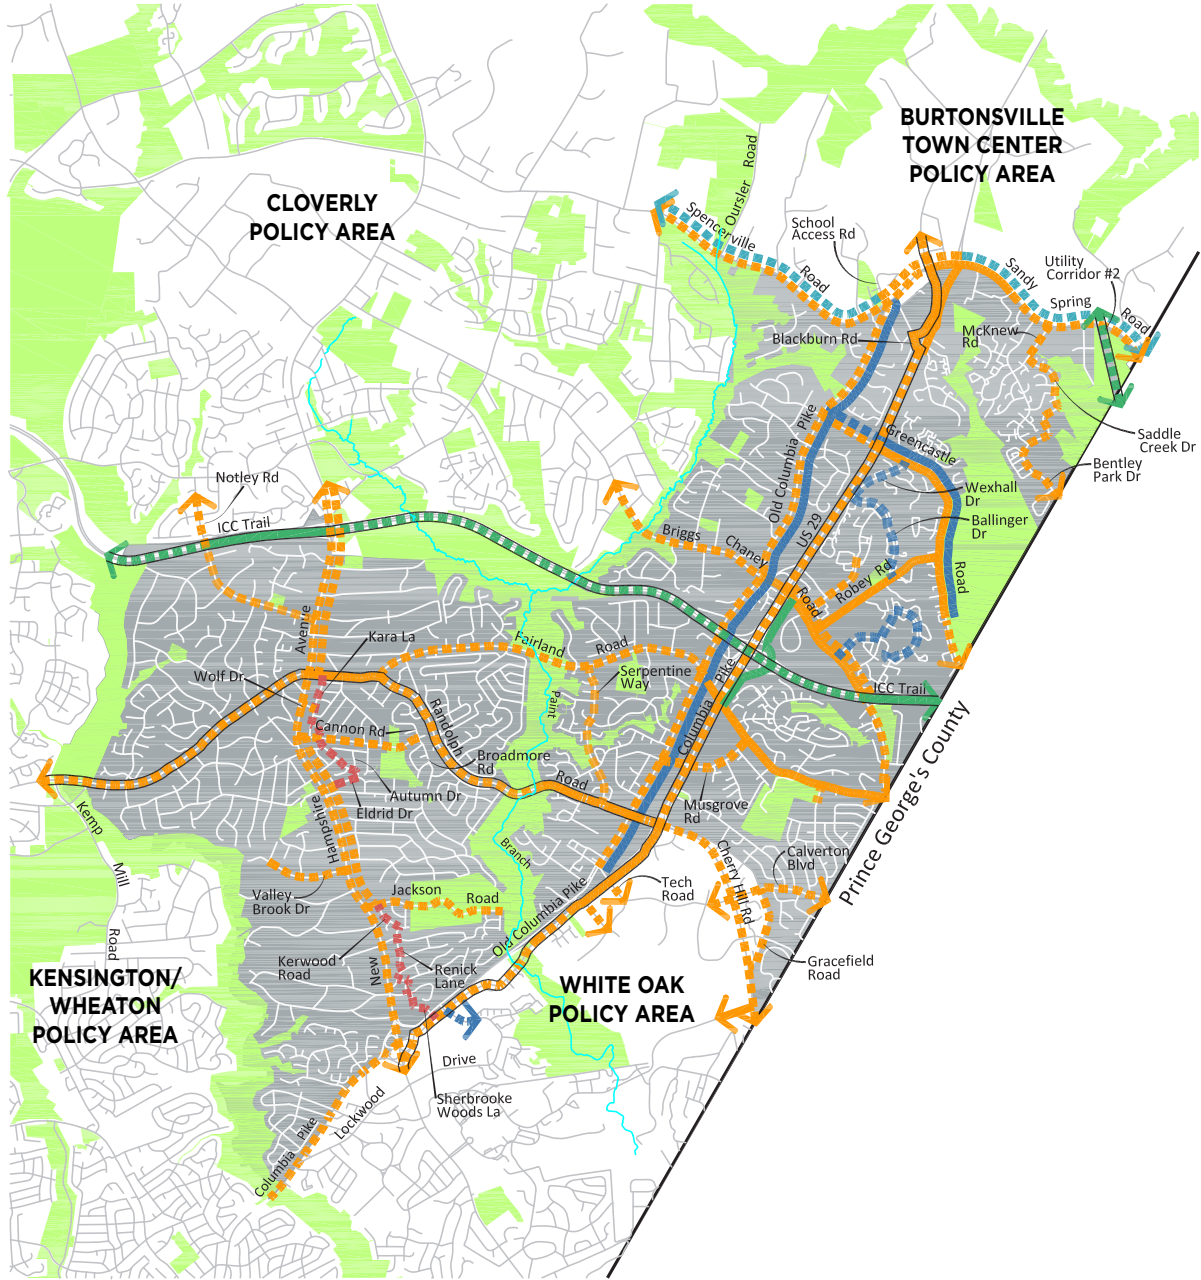 BURTONSVILLE
TOWN CENTER
POLICY AREA
CLOVERLY
POLICY AREA
Oursler Road
Spencerville
Road
School
Access Rd
Sandy
Spring
Road
Utility
Corridor #2
Blackburn Rd
McKnew
Rd
Saddle
Creek Dr
Bentley
Park Dr
Old Columbia Pike
Greencastle
Road
Wexhall
Dr
Ballinger
Dr
US 29
Notley Rd
ICC Trail
Briggs
Chaney
Road
Robey Rd
Avenue
Kara La
Wolf Dr
Fairland
Road
Serpentine
Way
Paint
Branch
ICC Trail
Cannon Rd
Randolph
Road
Broadmore
Rd
Columbia Pike
Autumn Dr
Eldrid Dr
Hampshire
Musgrove
Rd
Kemp
Mill
Road
Prince George's County
Valley
Brook Dr
Jackson
Road
Cherry Hill Rd
Calverton
Blvd
Tech
Road
Old Columbia Pike
Kerwood
Road
New
Renick
Lane
Gracefield
Road
KENSINGTON/
WHEATON
POLICY AREA
WHITE OAK
POLICY AREA
Lockwood
Drive
Sherbrooke
Woods La
Columbia Pike